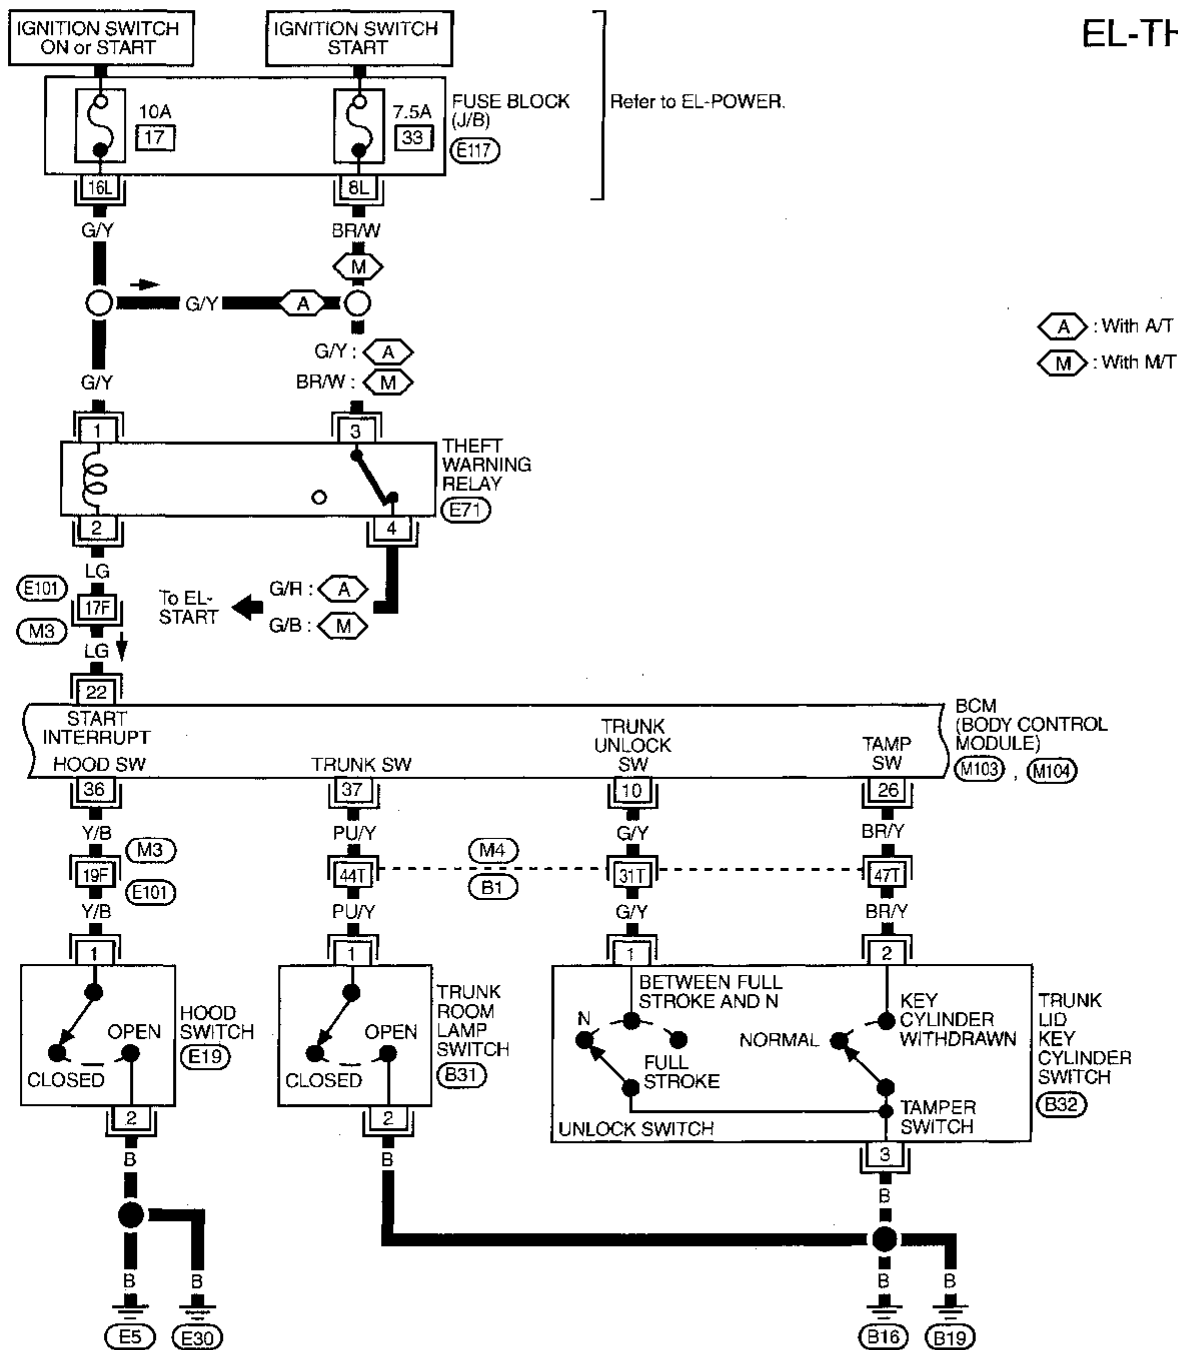 IGNITION SWITCH
ON or START
IGNITION SWITCH
START
EL-TH
10A
17
7.5A
33
FUSE BLOCK
(J/B)
E117
Refer to EL-POWER.
16L
8L
G/Y
BR/W
M
G/Y
A
G/Y : A
BR/W : M
A : With A/T
M : With M/T
G/Y
1
3
THEFT
WARNING
RELAY
E71
2
4
LG
E101
17F
M3
LG
To EL-
START
G/R : A
G/B : M
22
START
INTERRUPT
HOOD SW
TRUNK SW
TRUNK
UNLOCK
SW
TAMP
SW
BCM
(BODY CONTROL
MODULE)
M103 , M104
36
37
10
26
Y/B
PU/Y
G/Y
BR/Y
M3
19F
E101
44T
M4
B1
31T
47T
Y/B
PU/Y
G/Y
BR/Y
1
1
1
2
OPEN
CLOSED
HOOD
SWITCH
E19
OPEN
CLOSED
TRUNK
ROOM
LAMP
SWITCH
B31
BETWEEN FULL
STROKE AND N
N
FULL
STROKE
UNLOCK SWITCH
NORMAL
KEY
CYLINDER
WITHDRAWN
TAMPER
SWITCH
TRUNK
LID
KEY
CYLINDER
SWITCH
B32
2
2
3
B
B
B
B
B
B
B
E5
E30
B16
B19